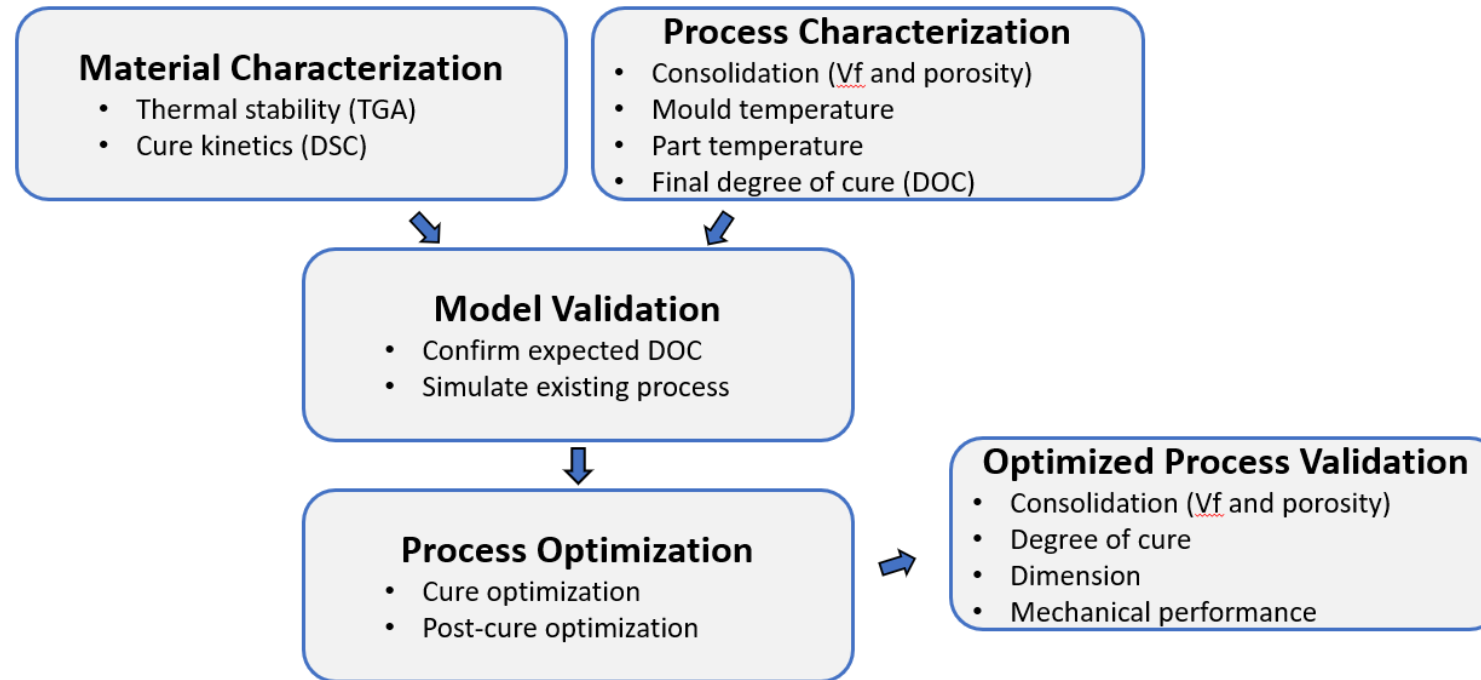 Material Characterization
• Thermal stability (TGA)
• Cure kinetics (DSC)
Process Characterization
• Consolidation (Vf and porosity)
• Mould temperature
• Part temperature
• Final degree of cure (DOC)
Model Validation
• Confirm expected DOC
• Simulate existing process
Process Optimization
• Cure optimization
• Post-cure optimization
Optimized Process Validation
• Consolidation (Vf and porosity)
• Degree of cure
• Dimension
• Mechanical performance